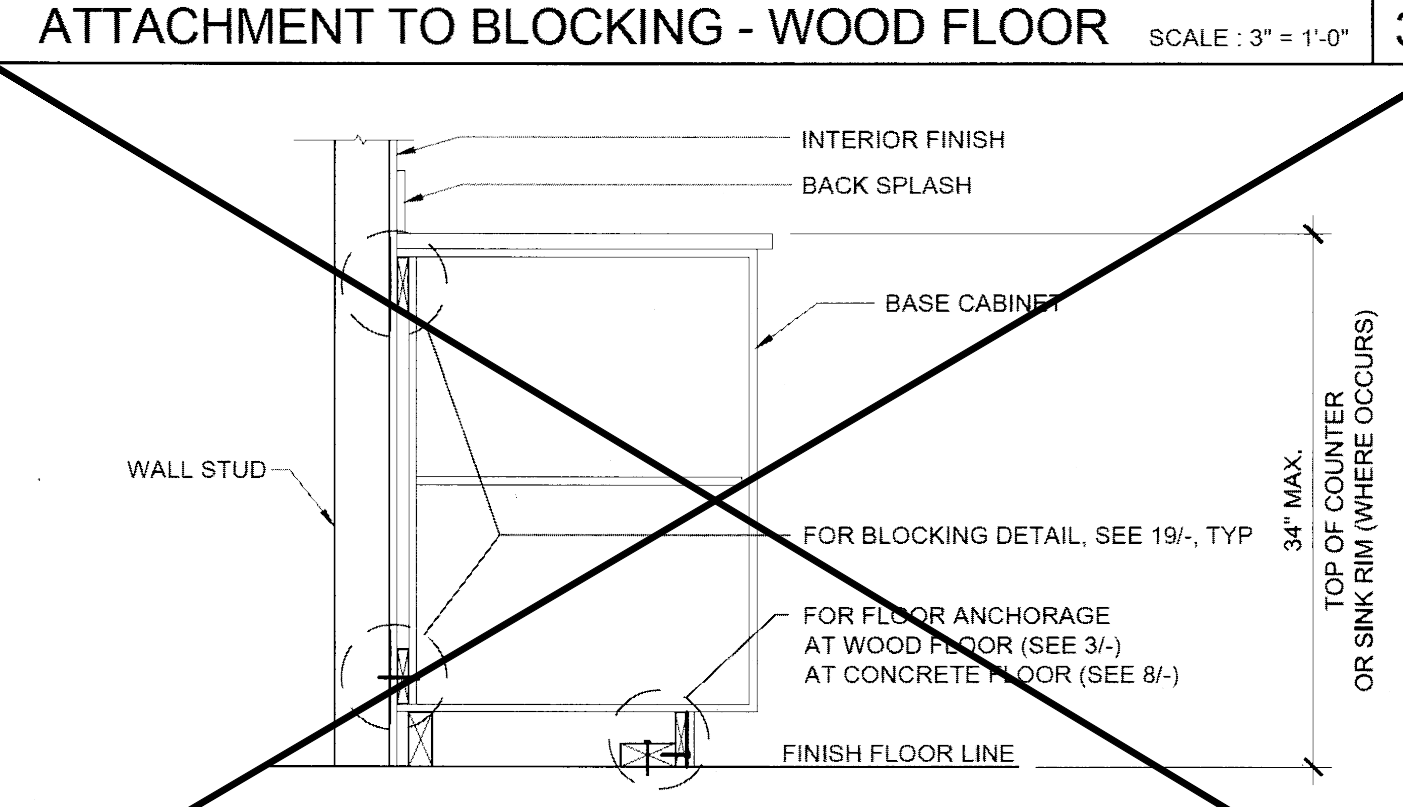 ATTACHMENT TO BLOCKING - WOOD FLOOR SCALE : 3" = 1'-0"
INTERIOR FINISH
BACK SPLASH
BASE CABINET
WALL STUD
FOR BLOCKING DETAIL, SEE 19/-, TYP
FOR FLOOR ANCHORAGE
AT WOOD FLOOR (SEE 3/-)
AT CONCRETE FLOOR (SEE 8/-)
FINISH FLOOR LINE
34" MAX.
TOP OF COUNTER
OR SINK RIM (WHERE OCCURS)